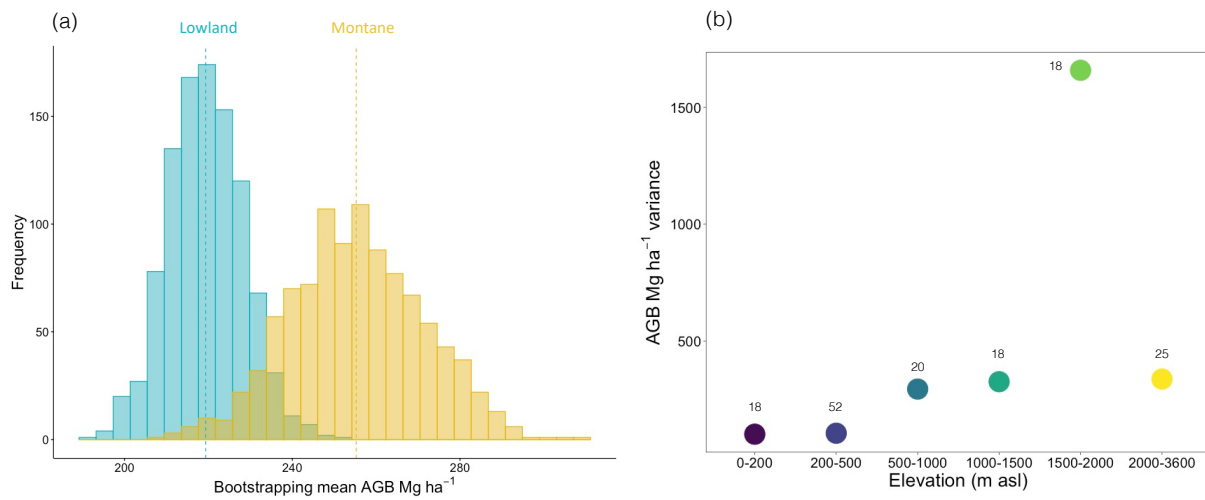 (a)
Lowland
Montane
150
100
50
0
Frequency
200
240
280
Bootstrapping mean AGB Mg ha⁻¹
(b)
1500
1000
500
AGB Mg ha⁻¹ variance
18
52
20
18
18
25
0-200
200-500
500-1000
1000-1500
1500-2000
2000-3600
Elevation (m asl)